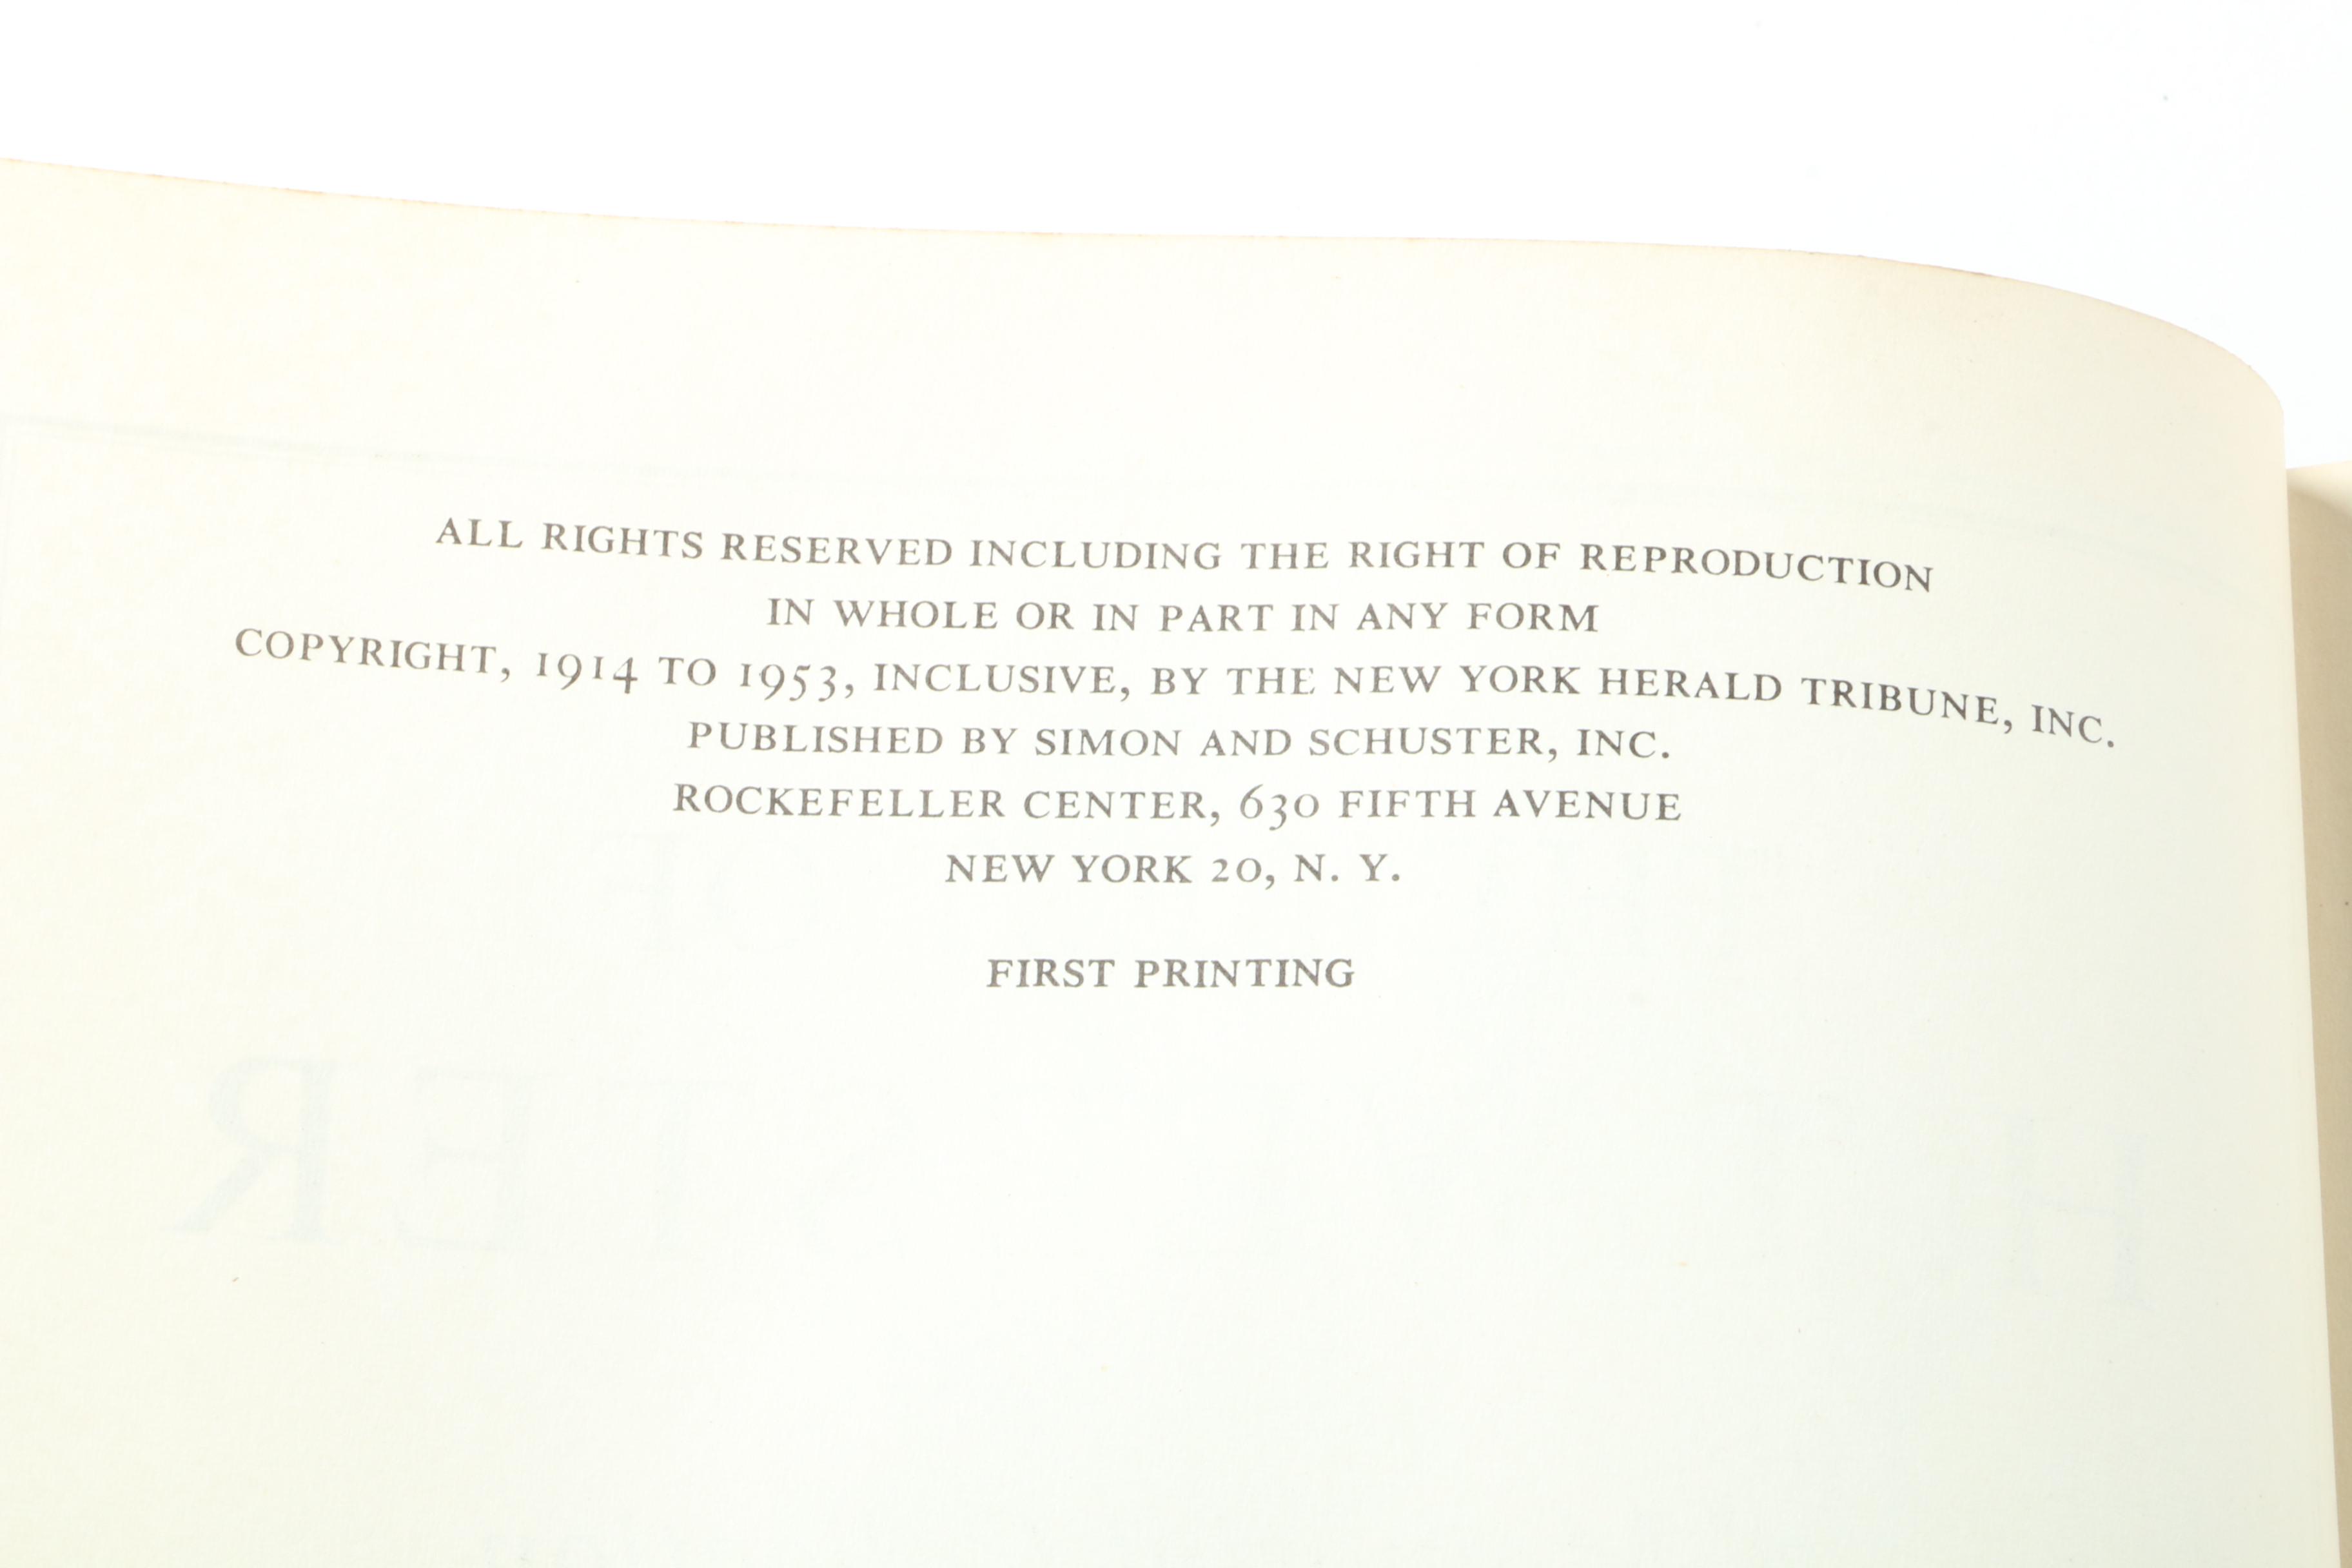 ALL RIGHTS RESERVED INCLUDING THE RIGHT OF REPRODUCTION
IN WHOLE OR IN PART IN ANY FORM
COPYRIGHT, 1914 TO 1953, INCLUSIVE, BY THE NEW YORK HERALD TRIBUNE, INC.
PUBLISHED BY SIMON AND SCHUSTER, INC.
ROCKEFELLER CENTER, 630 FIFTH AVENUE
NEW YORK 20, N. Y.
FIRST PRINTING